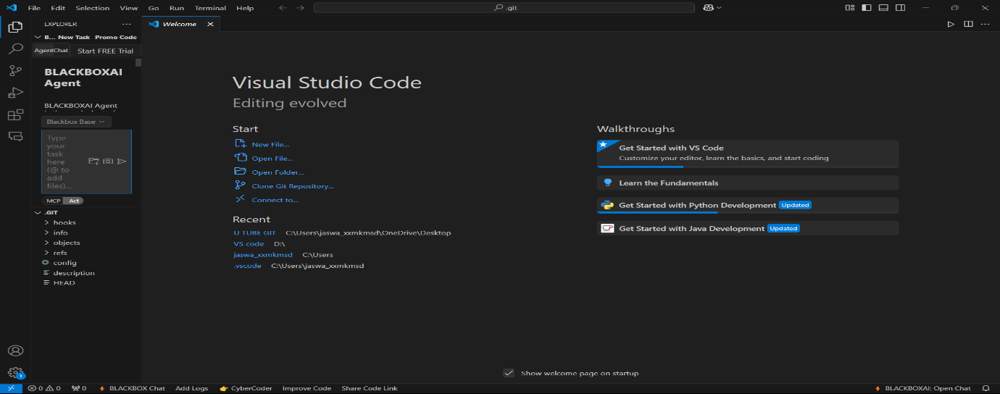 File Edit Selection View Go Run Terminal Help
.git
EXPLORER
Welcome
B... New Task Promo Code
AgentChat Start FREE Trial
BLACKBOXAI
Agent
BLACKBOXAI Agent
Blackbox Base
Type
your
task
here
(@ to
add
files)...
MCP Act
.GIT
hooks
info
objects
refs
config
description
HEAD
Visual Studio Code
Editing evolved
Start
New File...
Open File...
Open Folder...
Clone Git Repository...
Connect to...
Recent
U TUBE GIT C:\Users\jaswa_xxmkmsd\OneDrive\Desktop
VS code D:\
jaswa_xxmkmsd C:\Users
.vscode C:\Users\jaswa_xxmkmsd
Walkthroughs
Get Started with VS Code
Customize your editor, learn the basics, and start coding
Learn the Fundamentals
Get Started with Python Development Updated
Get Started with Java Development Updated
Show welcome page on startup
1
0 0 0 BLACKBOX Chat Add Logs CyberCoder Improve Code Share Code Link BLACKBOXAI: Open Chat